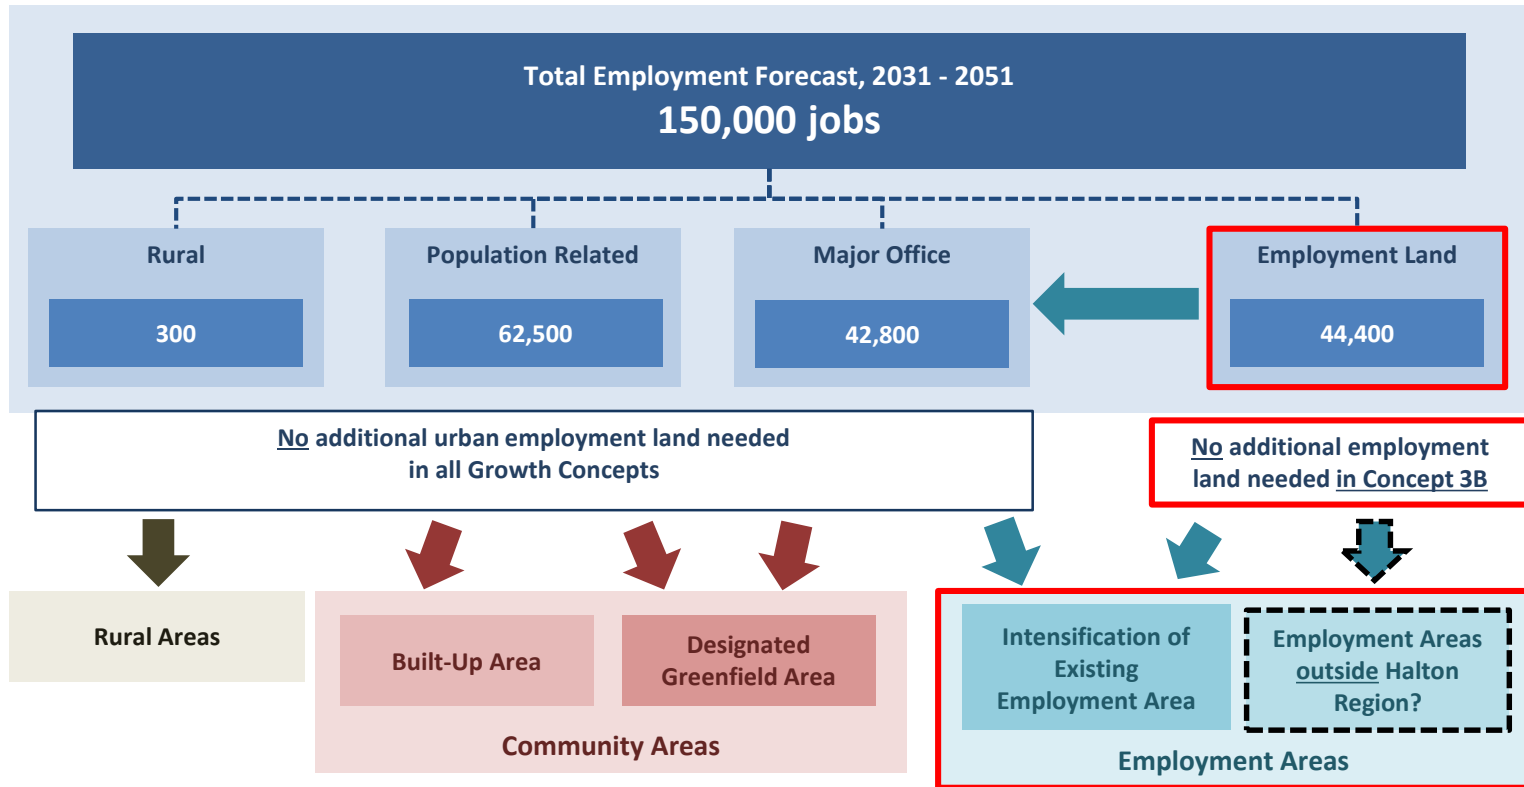 Total Employment Forecast, 2031 - 2051
150,000 jobs
Rural
Population Related
Major Office
Employment Land
300
62,500
42,800
44,400
No additional urban employment land needed
in all Growth Concepts
No additional employment
land needed in Concept 3B
Rural Areas
Built-Up Area
Designated
Greenfield Area
Community Areas
Intensification of
Existing
Employment Area
Employment Areas
outside Halton
Region?
Employment Areas